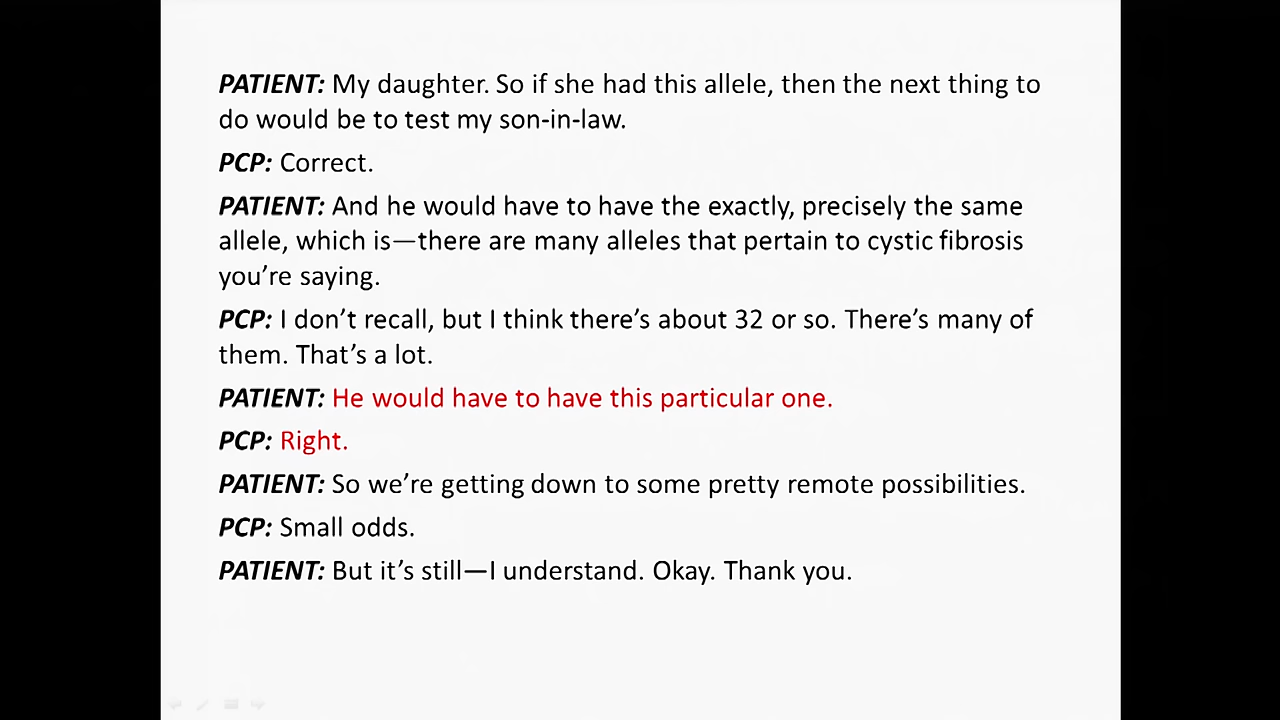 PATIENT: My daughter. So if she had this allele, then the next thing to
do would be to test my son-in-law.
PCP: Correct.
PATIENT: And he would have to have the exactly, precisely the same
allele, which is—there are many alleles that pertain to cystic fibrosis
you’re saying.
PCP: I don’t recall, but I think there’s about 32 or so. There’s many of
them. That’s a lot.
PATIENT: He would have to have this particular one.
PCP: Right.
PATIENT: So we’re getting down to some pretty remote possibilities.
PCP: Small odds.
PATIENT: But it’s still—I understand. Okay. Thank you.